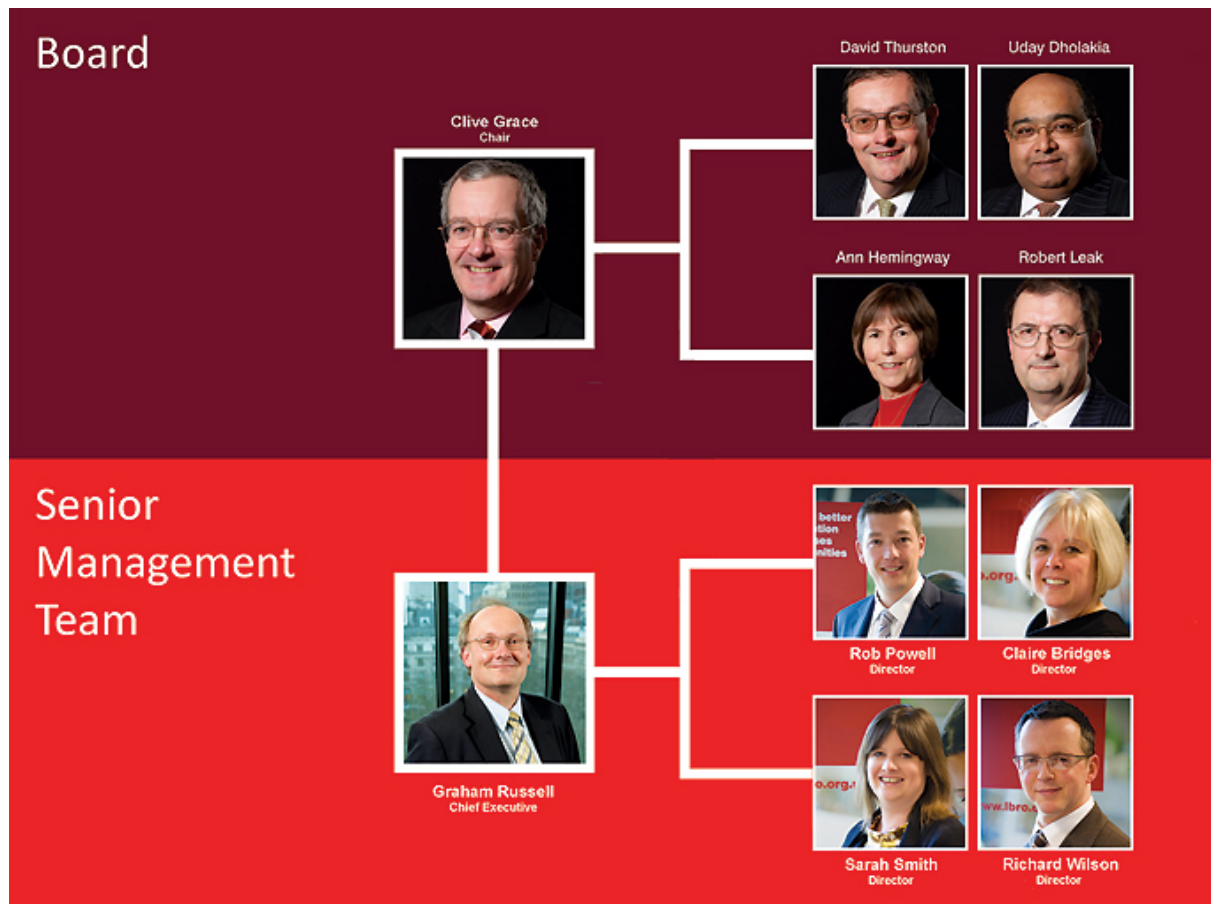 Board
Clive Grace
Chair
David Thurston
Uday Dholakia
Ann Hemingway
Robert Leak
Senior
Management
Team
Graham Russell
Chief Executive
better
Rob Powell
Director
Claire Bridges
Director
Sarah Smith
Director
Richard Wilson
Director